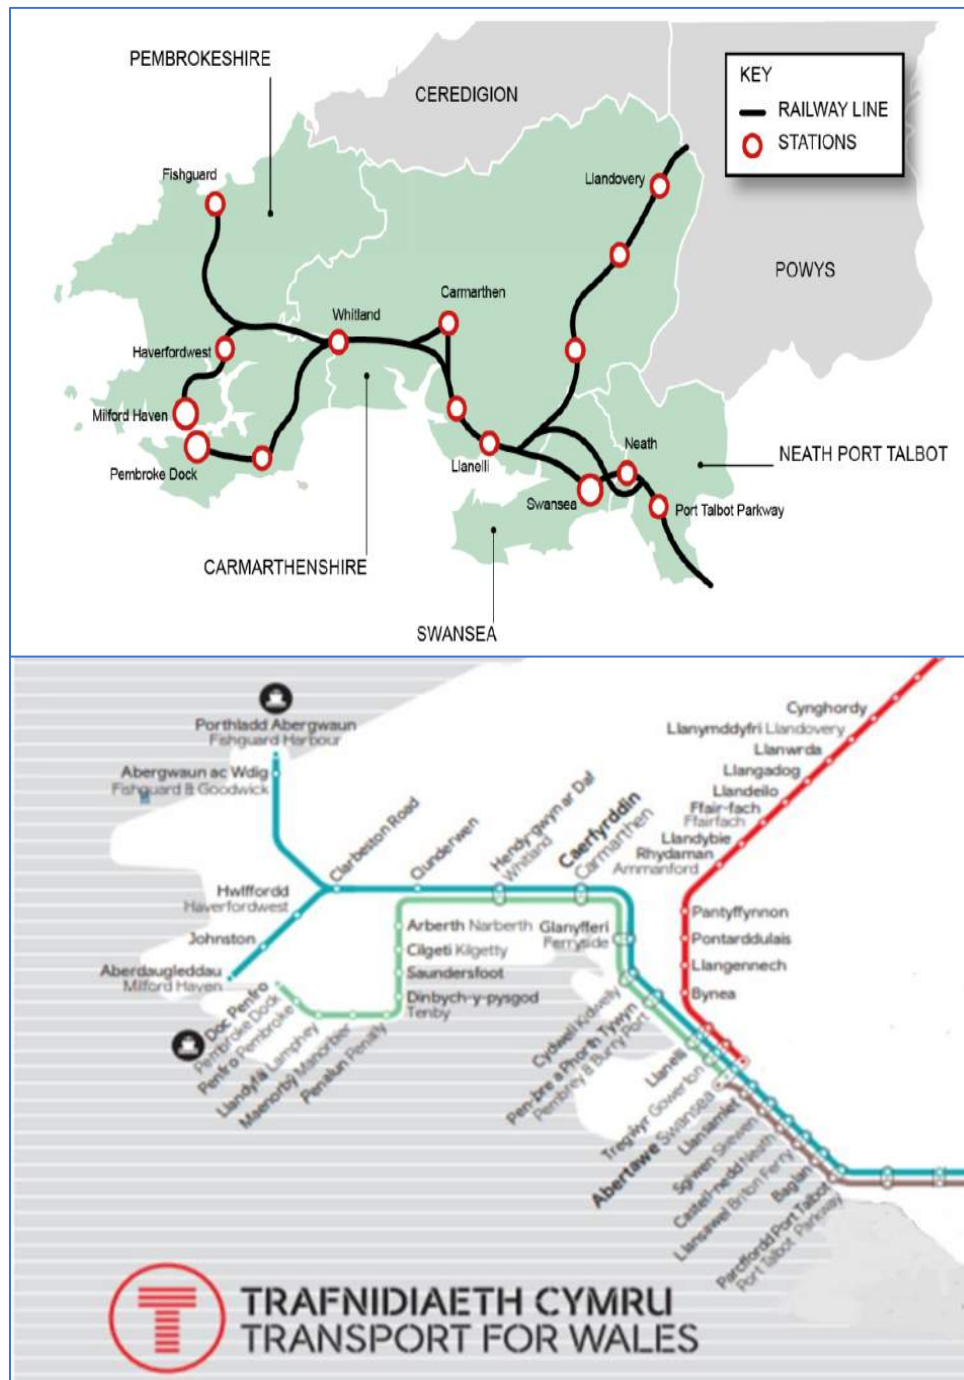 PEMBROKESHIRE
CEREDIGION
KEY
RAILWAY LINE
STATIONS
Fishguard
Llandovery
POWYS
Carmarthen
Whitland
Haverfordwest
Milford Haven
Pembroke Dock
Llanelli
Neath
Swansea
NEATH PORT TALBOT
Port Talbot Parkway
CARMARTHENSHIRE
SWANSEA
Porthladd Abergwaun
Fishguard Harbour
Abergwaun ac Wdig
Fishguard & Goodwick
Clarbeston Road
Clunderwen
Hendy-gwyn ar Daf
Whitland
Caerfyrddin
Carmarthen
Cynghordy
Llanymddyfri Llandovery
Llanwrda
Llangadog
Llandeilo
Ffair-fach
Ffairfach
Llandybie
Rhydaman
Ammanford
Pantyffynnon
Pontarddulais
Llangennech
Bynea
Hwlffordd
Haverfordwest
Johnston
Aberdaugleddau
Milford Haven
Arberth Narberth
Cilgeti Kilgetty
Saundersfoot
Dinbych-y-pysgod
Tenby
Glanyfferi
Ferryside
Doc Penfro
Pembroke Dock
Penfro Pembroke
Llandyfái Lamphey
Maenorbŷr Manorbier
Penalun Penally
Cydweli Kidwelly
Pen-bre a Phorth Tywyn
Pembrey & Burry Port
Llanelli
Tregŵyr Gowerton
Abertawe Swansea
Llansamlet
Sgiwen Skewen
Castell-nedd Neath
Llansawel Briton Ferry
Baglan
Parcffordd Port Talbot
Port Talbot Parkway
T
TRAFNIDIAETH CYMRU
TRANSPORT FOR WALES